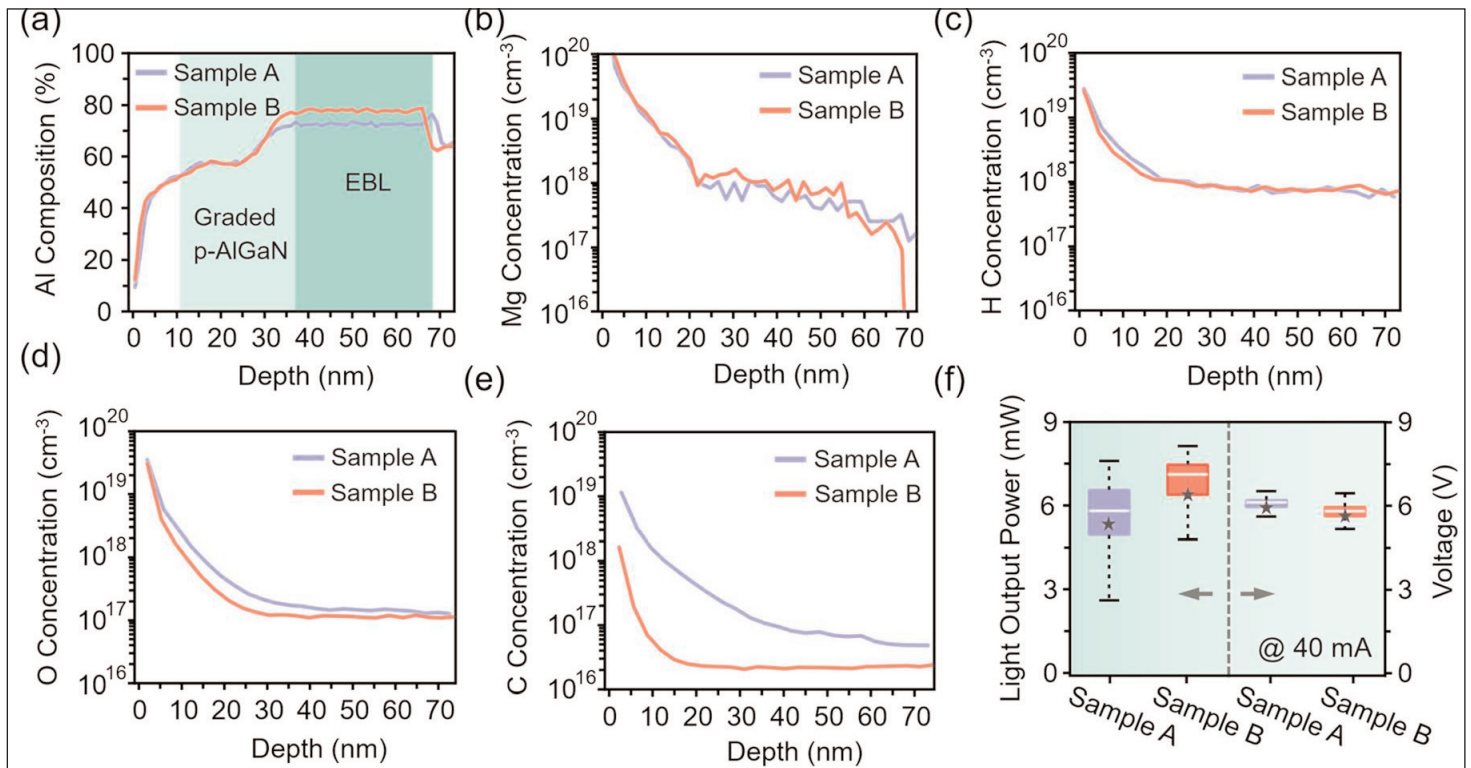 (a)
Al Composition (%)
100
80
60
40
20
0
Sample A
Sample B
Graded
p-AlGaN
EBL
0 10 20 30 40 50 60 70
Depth (nm)
(b)
Mg Concentration (cm-3)
10^20
10^19
10^18
10^17
10^16
Sample A
Sample B
0 10 20 30 40 50 60 70
Depth (nm)
(c)
H Concentration (cm-3)
10^20
10^19
10^18
10^17
10^16
Sample A
Sample B
0 10 20 30 40 50 60 70
Depth (nm)
(d)
O Concentration (cm-3)
10^20
10^19
10^18
10^17
10^16
Sample A
Sample B
0 10 20 30 40 50 60 70
Depth (nm)
(e)
C Concentration (cm-3)
10^20
10^19
10^18
10^17
10^16
Sample A
Sample B
0 10 20 30 40 50 60 70
Depth (nm)
(f)
Light Output Power (mW)
9
6
3
0
@ 40 mA
9
6
3
0
Voltage (V)
Sample A
Sample B
Sample A
Sample B